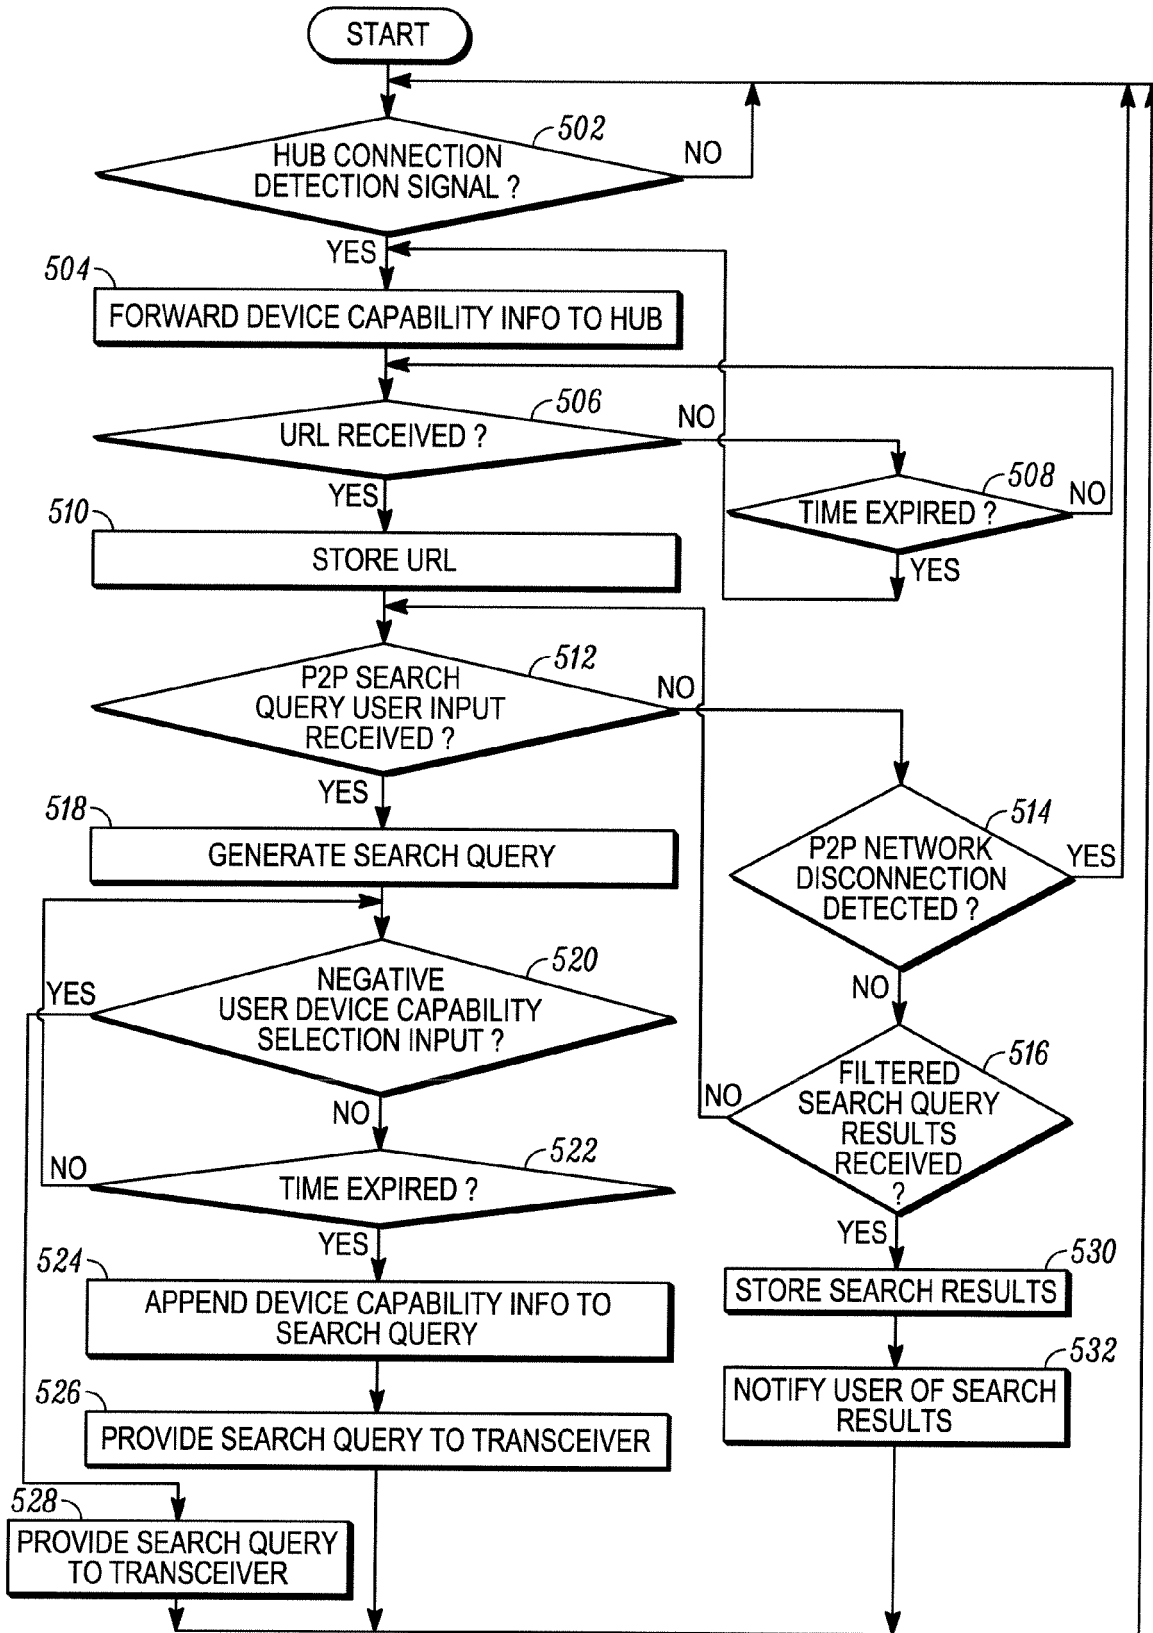 START
502
HUB CONNECTION
DETECTION SIGNAL ?
NO
YES
504
FORWARD DEVICE CAPABILITY INFO TO HUB
506
URL RECEIVED ?
NO
508
TIME EXPIRED ?
NO
YES
YES
510
STORE URL
512
P2P SEARCH
QUERY USER INPUT
RECEIVED ?
NO
YES
514
P2P NETWORK
DISCONNECTION
DETECTED ?
YES
NO
518
GENERATE SEARCH QUERY
520
NEGATIVE
USER DEVICE CAPABILITY
SELECTION INPUT ?
YES
NO
516
FILTERED
SEARCH QUERY
RESULTS
RECEIVED
?
NO
YES
522
TIME EXPIRED ?
NO
YES
524
APPEND DEVICE CAPABILITY INFO TO
SEARCH QUERY
530
STORE SEARCH RESULTS
532
NOTIFY USER OF SEARCH
RESULTS
526
PROVIDE SEARCH QUERY TO TRANSCEIVER
528
PROVIDE SEARCH QUERY
TO TRANSCEIVER